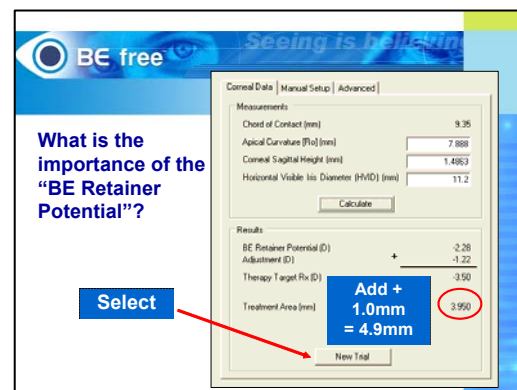 Seeing is believing
BE free
Corneal Data Manual Setup Advanced
What is the
importance of the
“BE Retainer
Potential”?
Measurements
Chord of Contact (mm) 9.35
Apical Curvature [Ro] (mm) 7.888
Corneal Sagittal Height (mm) 1.4863
Horizontal Visible Iris Diameter (HVID) (mm) 11.2
Calculate
Results
BE Retainer Potential (D) -2.28
Adjustment (D) + -1.22
Therapy Target Rx (D) -3.50
Treatment Area (mm) 3.950
Add +
1.0mm
= 4.9mm
Select
New Trial